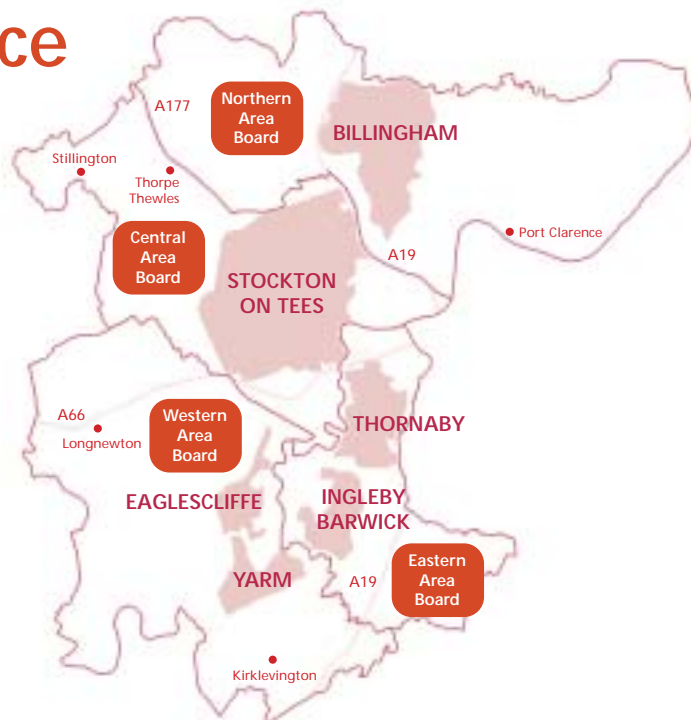 ce
Northern
Area
Board
A177
BILLINGHAM
Stillington
Thorpe
Thewles
Central
Area
Board
Port Clarence
A19
STOCKTON
ON TEES
A66
Longnewton
Western
Area
Board
THORNABY
EAGLESCLIFFE
INGLEBY
BARWICK
YARM
A19
Eastern
Area
Board
Kirklevington